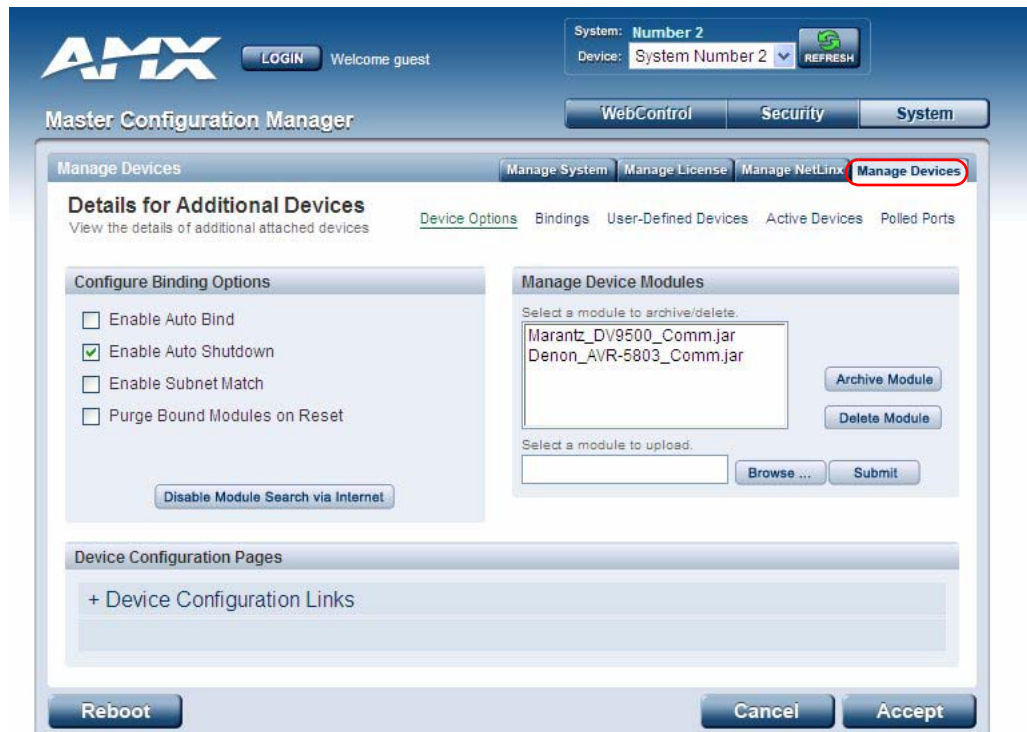 AMX
LOGIN
Welcome guest
System: Number 2
Device: System Number 2
REFRESH
Master Configuration Manager
WebControl
Security
System
Manage Devices
Manage System
Manage License
Manage NetLinx
Manage Devices
Details for Additional Devices
View the details of additional attached devices
Device Options
Bindings
User-Defined Devices
Active Devices
Polled Ports
Configure Binding Options
Enable Auto Bind
Enable Auto Shutdown
Enable Subnet Match
Purge Bound Modules on Reset
Disable Module Search via Internet
Manage Device Modules
Select a module to archive/delete.
Marantz_DV9500_Comm.jar
Denon_AVR-5803_Comm.jar
Archive Module
Delete Module
Select a module to upload.
Browse ...
Submit
Device Configuration Pages
+ Device Configuration Links
Reboot
Cancel
Accept